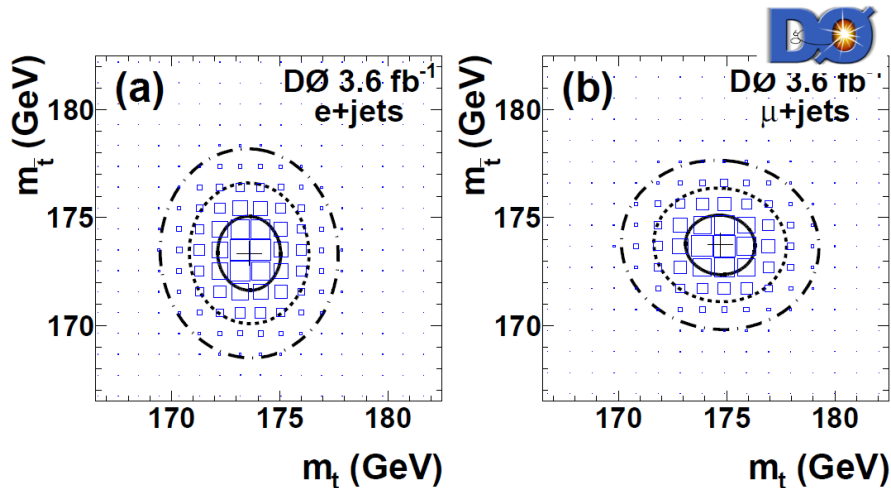 DØ
(a)
DØ 3.6 fb⁻¹
e+jets
m_t̄ (GeV)
180
175
170
170
175
180
m_t (GeV)
(b)
DØ 3.6 fb⁻¹
μ+jets
m_t̄ (GeV)
180
175
170
170
175
180
m_t (GeV)